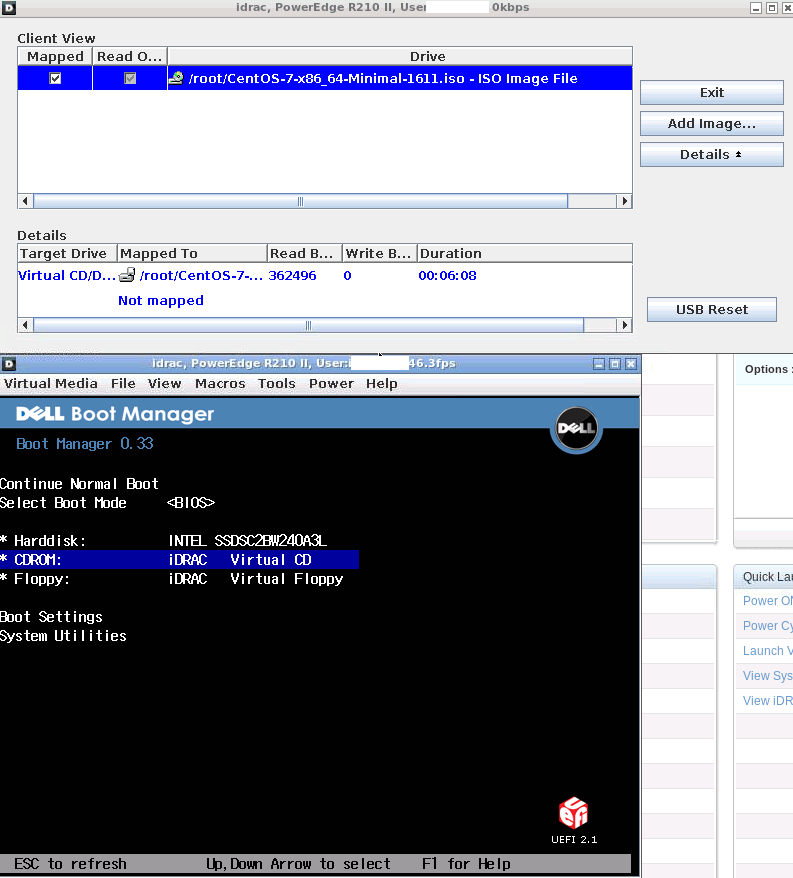 idrac, PowerEdge R210 II, User 0kbps
Client View
Mapped Read O... Drive
/root/CentOS-7-x86_64-Minimal-1611.iso - ISO Image File
Exit
Add Image...
Details
Details
Target Drive Mapped To Read B... Write B... Duration
Virtual CD/D... /root/CentOS-7-... 362496 0 00:06:08
Not mapped
USB Reset
idrac, PowerEdge R210 II, User: 46.3fps
Virtual Media File View Macros Tools Power Help
DELL Boot Manager
DELL
Boot Manager 0.33
Continue Normal Boot
Select Boot Mode <BIOS>
* Harddisk: INTEL SSDSC2BW240A3L
* CDROM: iDRAC Virtual CD
* Floppy: iDRAC Virtual Floppy
Boot Settings
System Utilities
UEFI 2.1
ESC to refresh Up,Down Arrow to select F1 for Help
Options :
Quick La
Power O
Power Cy
Launch V
View Sys
View iDR